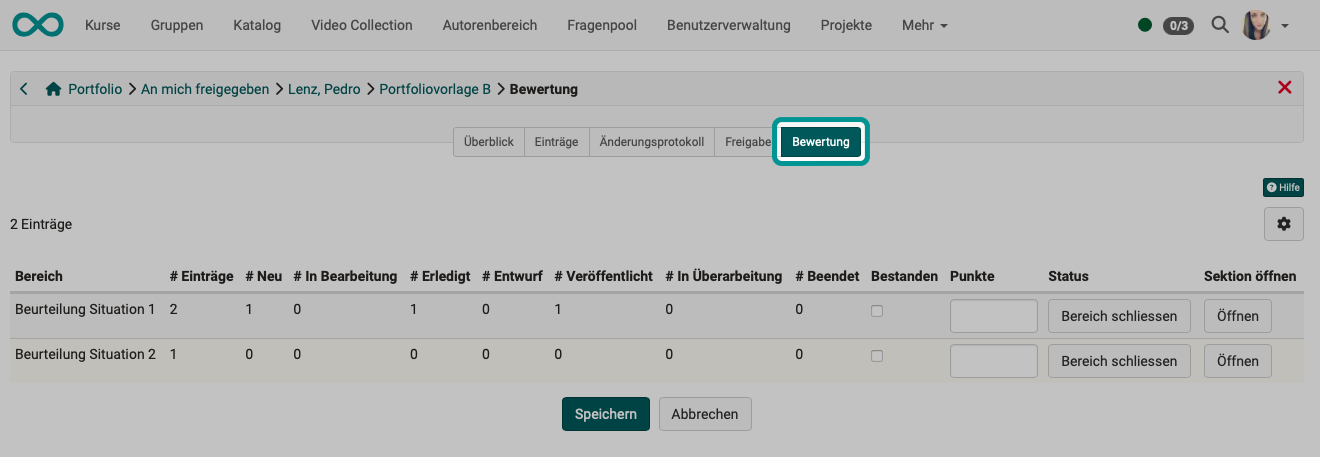 Kurse Gruppen Katalog Video Collection Autorenbereich Fragenpool Benutzerverwaltung Projekte Mehr 0/3
Portfolio An mich freigegeben Lenz, Pedro Portfoliovorlage B Bewertung
Überblick Einträge Änderungsprotokoll Freigabe Bewertung
Hilfe
2 Einträge
Bereich # Einträge # Neu # In Bearbeitung # Erledigt # Entwurf # Veröffentlicht # In Überarbeitung # Beendet Bestanden Punkte Status Sektion öffnen
Beurteilung Situation 1 2 1 0 1 0 1 0 0 Bereich schliessen Öffnen
Beurteilung Situation 2 1 0 0 0 0 0 0 0 Bereich schliessen Öffnen
Speichern Abbrechen